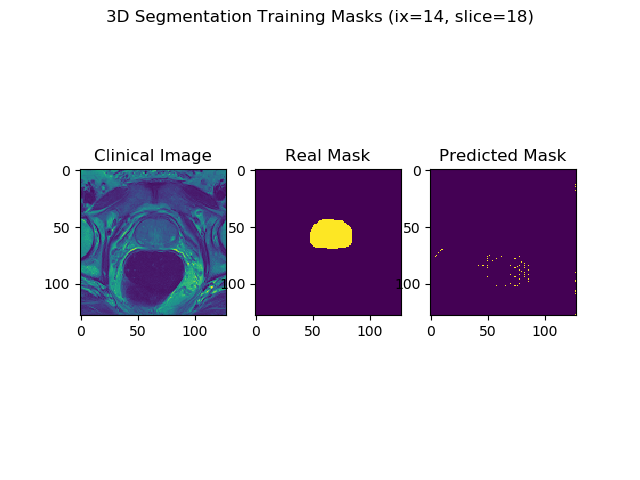 3D Segmentation Training Masks (ix=14, slice=18)
Clinical Image Real Mask Predicted Mask
0 0 0
50 50 50
100 100 100
0 50 100 0 50 100 0 50 100